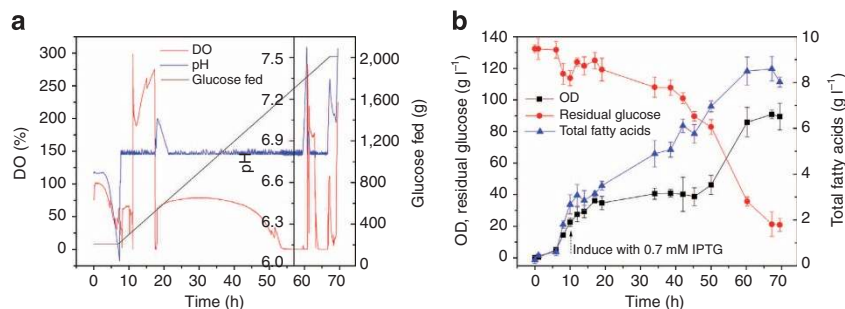 a
300
250
200
150
100
50
0
DO (%)
DO
pH
Glucose fed
7.5
7.2
6.9
6.6
6.3
6.0
pH
2,000
1,600
1,200
800
400
0
Glucose fed (g)
0 10 20 30 40 50 60 70
Time (h)
b
140
120
100
80
60
40
20
0
OD, residual glucose (g l⁻¹)
OD
Residual glucose
Total fatty acids
Induce with 0.7 mM IPTG
10
8
6
4
2
0
Total fatty acids (g l⁻¹)
0 10 20 30 40 50 60 70
Time (h)